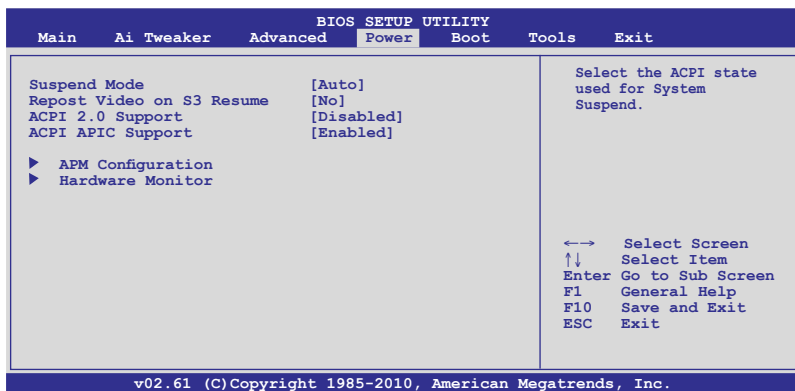 BIOS SETUP UTILITY
Main Ai Tweaker Advanced Power Boot Tools Exit
Suspend Mode [Auto]
Repost Video on S3 Resume [No]
ACPI 2.0 Support [Disabled]
ACPI APIC Support [Enabled]
▶ APM Configuration
▶ Hardware Monitor
Select the ACPI state
used for System
Suspend.
←→ Select Screen
↑↓ Select Item
Enter Go to Sub Screen
F1 General Help
F10 Save and Exit
ESC Exit
v02.61 (C)Copyright 1985-2010, American Megatrends, Inc.